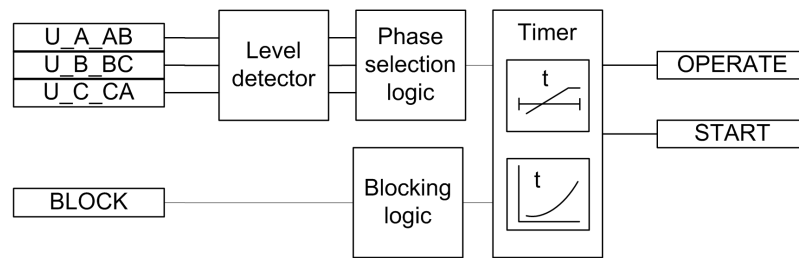 U_A_AB
U_B_BC
U_C_CA
Level
detector
Phase
selection
logic
Timer
t
t
OPERATE
START
BLOCK
Blocking
logic